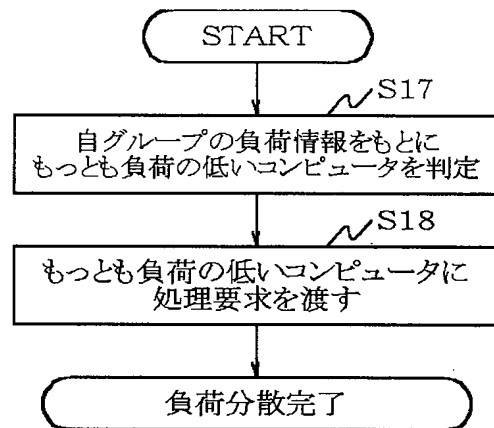 START
S17
自グループの負荷情報をもとに
もっとも負荷の低いコンピュータを判定
S18
もっとも負荷の低いコンピュータに
処理要求を渡す
負荷分散完了